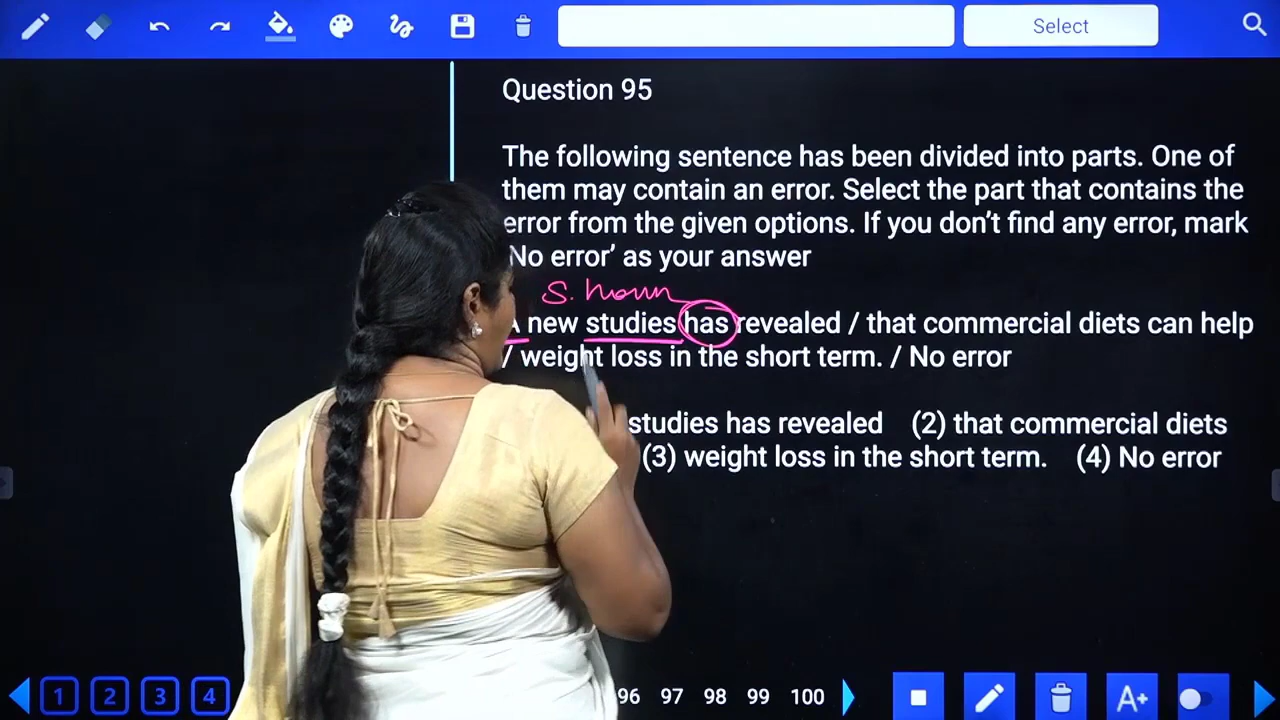 Select
Question 95
The following sentence has been divided into parts. One of
them may contain an error. Select the part that contains the
error from the given options. If you don't find any error, mark
No error' as your answer
S. noun
A new studies has revealed / that commercial diets can help
/ weight loss in the short term. / No error
studies has revealed (2) that commercial diets
(3) weight loss in the short term. (4) No error
1 2 3 4 96 97 98 99 100 A+